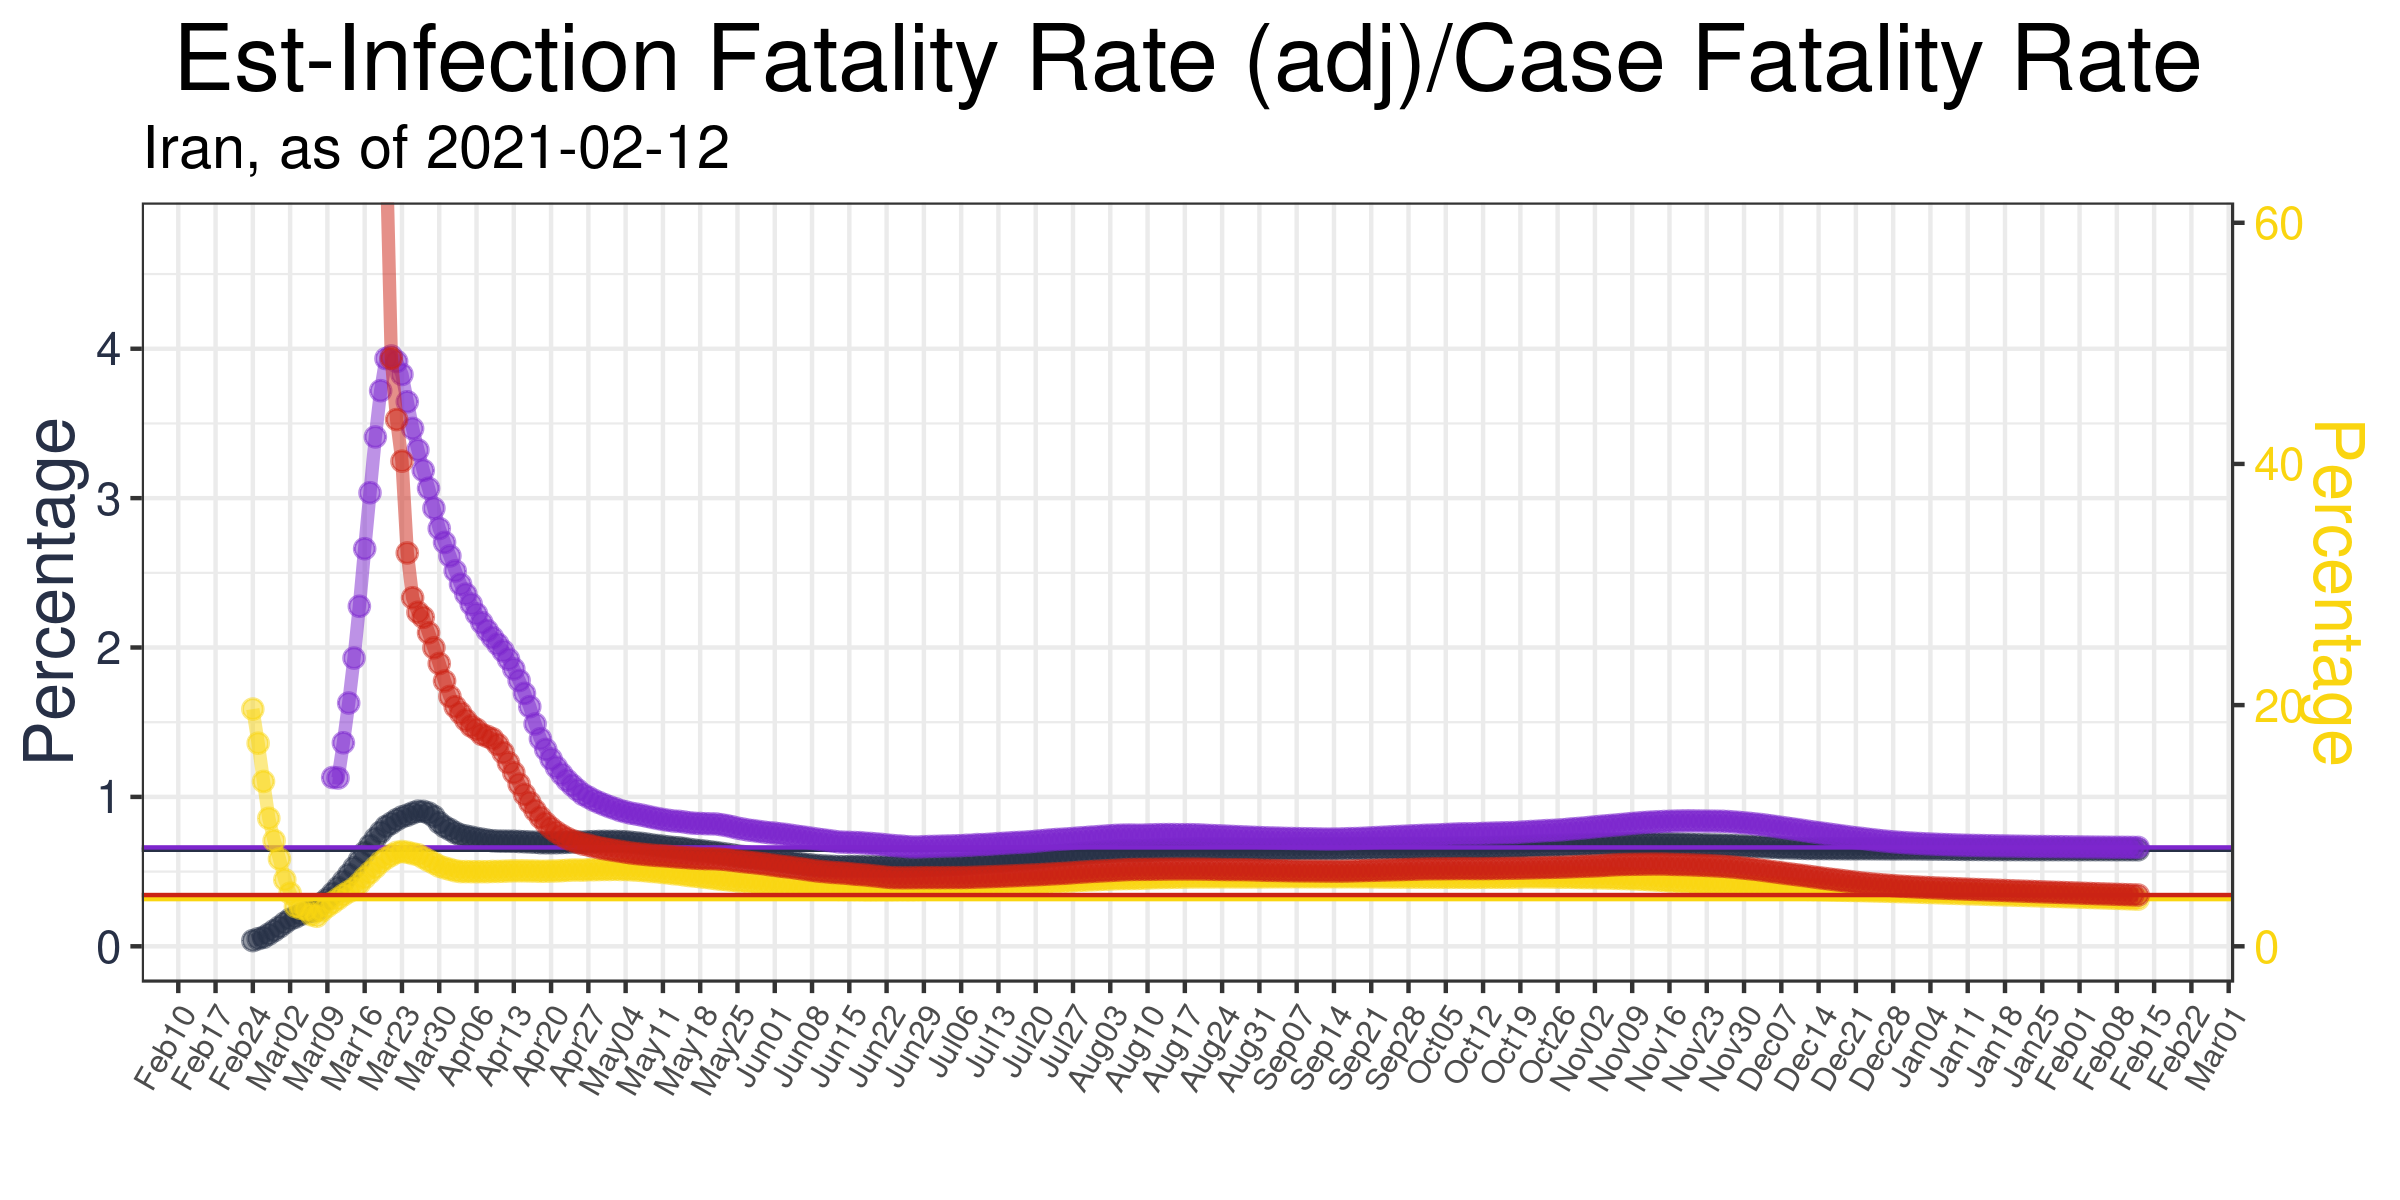 Est-Infection Fatality Rate (adj)/Case Fatality Rate
Iran, as of 2021-02-12
Percentage
4
3
2
1
0
60
40
20
0
Percentage
Feb10
Feb17
Feb24
Mar02
Mar09
Mar16
Mar23
Mar30
Apr06
Apr13
Apr20
Apr27
May04
May11
May18
May25
Jun01
Jun08
Jun15
Jun22
Jun29
Jul06
Jul13
Jul20
Jul27
Aug03
Aug10
Aug17
Aug24
Aug31
Sep07
Sep14
Sep21
Sep28
Oct05
Oct12
Oct19
Oct26
Nov02
Nov09
Nov16
Nov23
Nov30
Dec07
Dec14
Dec21
Dec28
Jan04
Jan11
Jan18
Jan25
Feb01
Feb08
Feb15
Feb22
Mar01